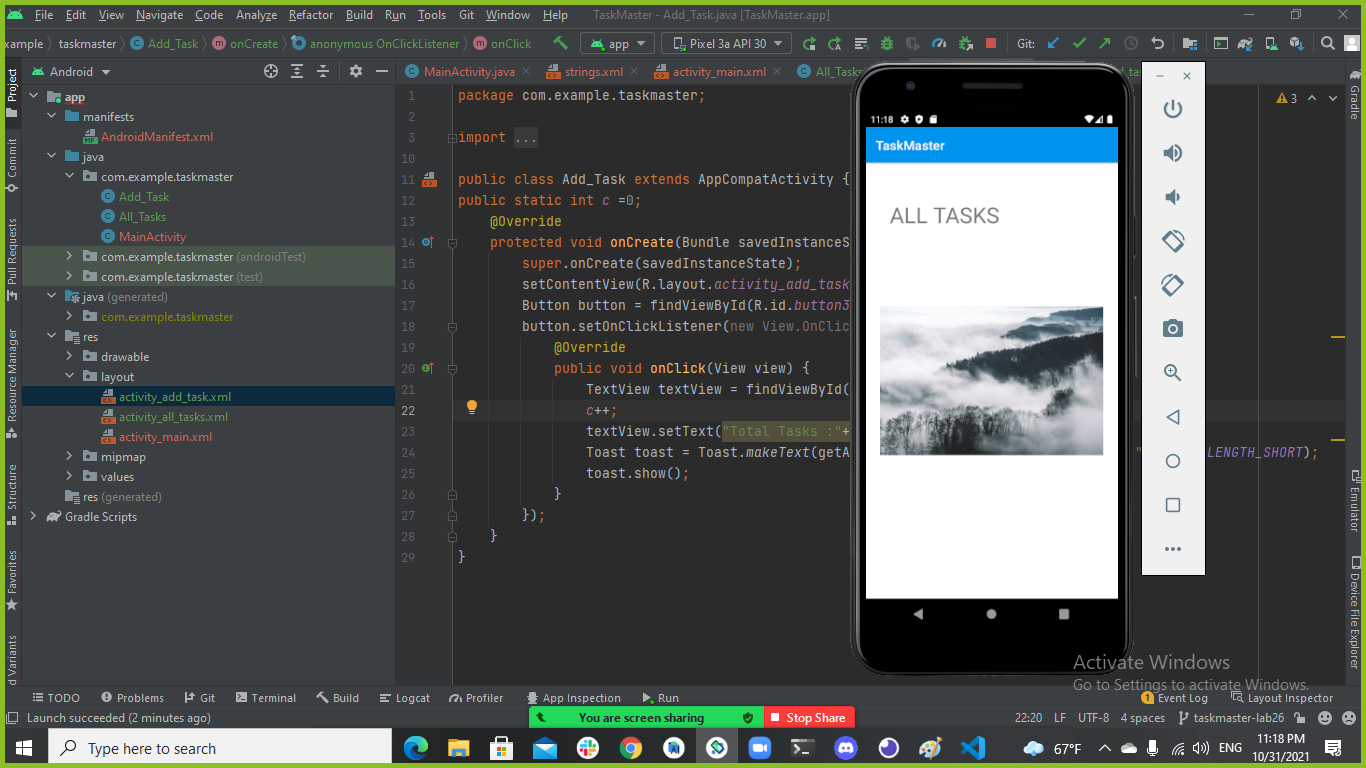 File Edit View Navigate Code Analyze Refactor Build Run Tools Git Window Help TaskMaster - Add_Task.java [TaskMaster.app]
example taskmaster Add_Task onCreate anonymous OnClickListener onClick app Pixel 3a API 30 Git:
Project
Android
MainActivity.java strings.xml activity_main.xml All_Tasks
app
manifests
AndroidManifest.xml
java
com.example.taskmaster
Add_Task
All_Tasks
MainActivity
com.example.taskmaster (androidTest)
com.example.taskmaster (test)
java (generated)
com.example.taskmaster
res
drawable
layout
activity_add_task.xml
activity_all_tasks.xml
activity_main.xml
mipmap
values
res (generated)
Gradle Scripts
Commit
Pull Requests
Resource Manager
Structure
Favorites
d Variants
1 package com.example.taskmaster;
2
3 import ...
10
11 public class Add_Task extends AppCompatActivity {
12 public static int c =0;
13 @Override
14 protected void onCreate(Bundle savedInstanceS
15 super.onCreate(savedInstanceState);
16 setContentView(R.layout.activity_add_task
17 Button button = findViewById(R.id.button3
18 button.setOnClickListener(new View.OnClic
19 @Override
20 public void onClick(View view) {
21 TextView textView = findViewById(
22 c++;
23 textView.setText("Total Tasks :"+
24 Toast toast = Toast.makeText(getA
" LENGTH_SHORT);
25 toast.show();
26 }
27 });
28 }
29 }
3
11:18
TaskMaster
ALL TASKS
Gradle
Emulator
Device File Explorer
Activate Windows
Go to Settings to activate Windows.
TODO Problems Git Terminal Build Logcat Profiler App Inspection Run 1 Event Log Layout Inspector
Launch succeeded (2 minutes ago)
You are screen sharing Stop Share
22:20 LF UTF-8 4 spaces taskmaster-lab26
Type here to search
67°F ENG
11:18 PM
10/31/2021